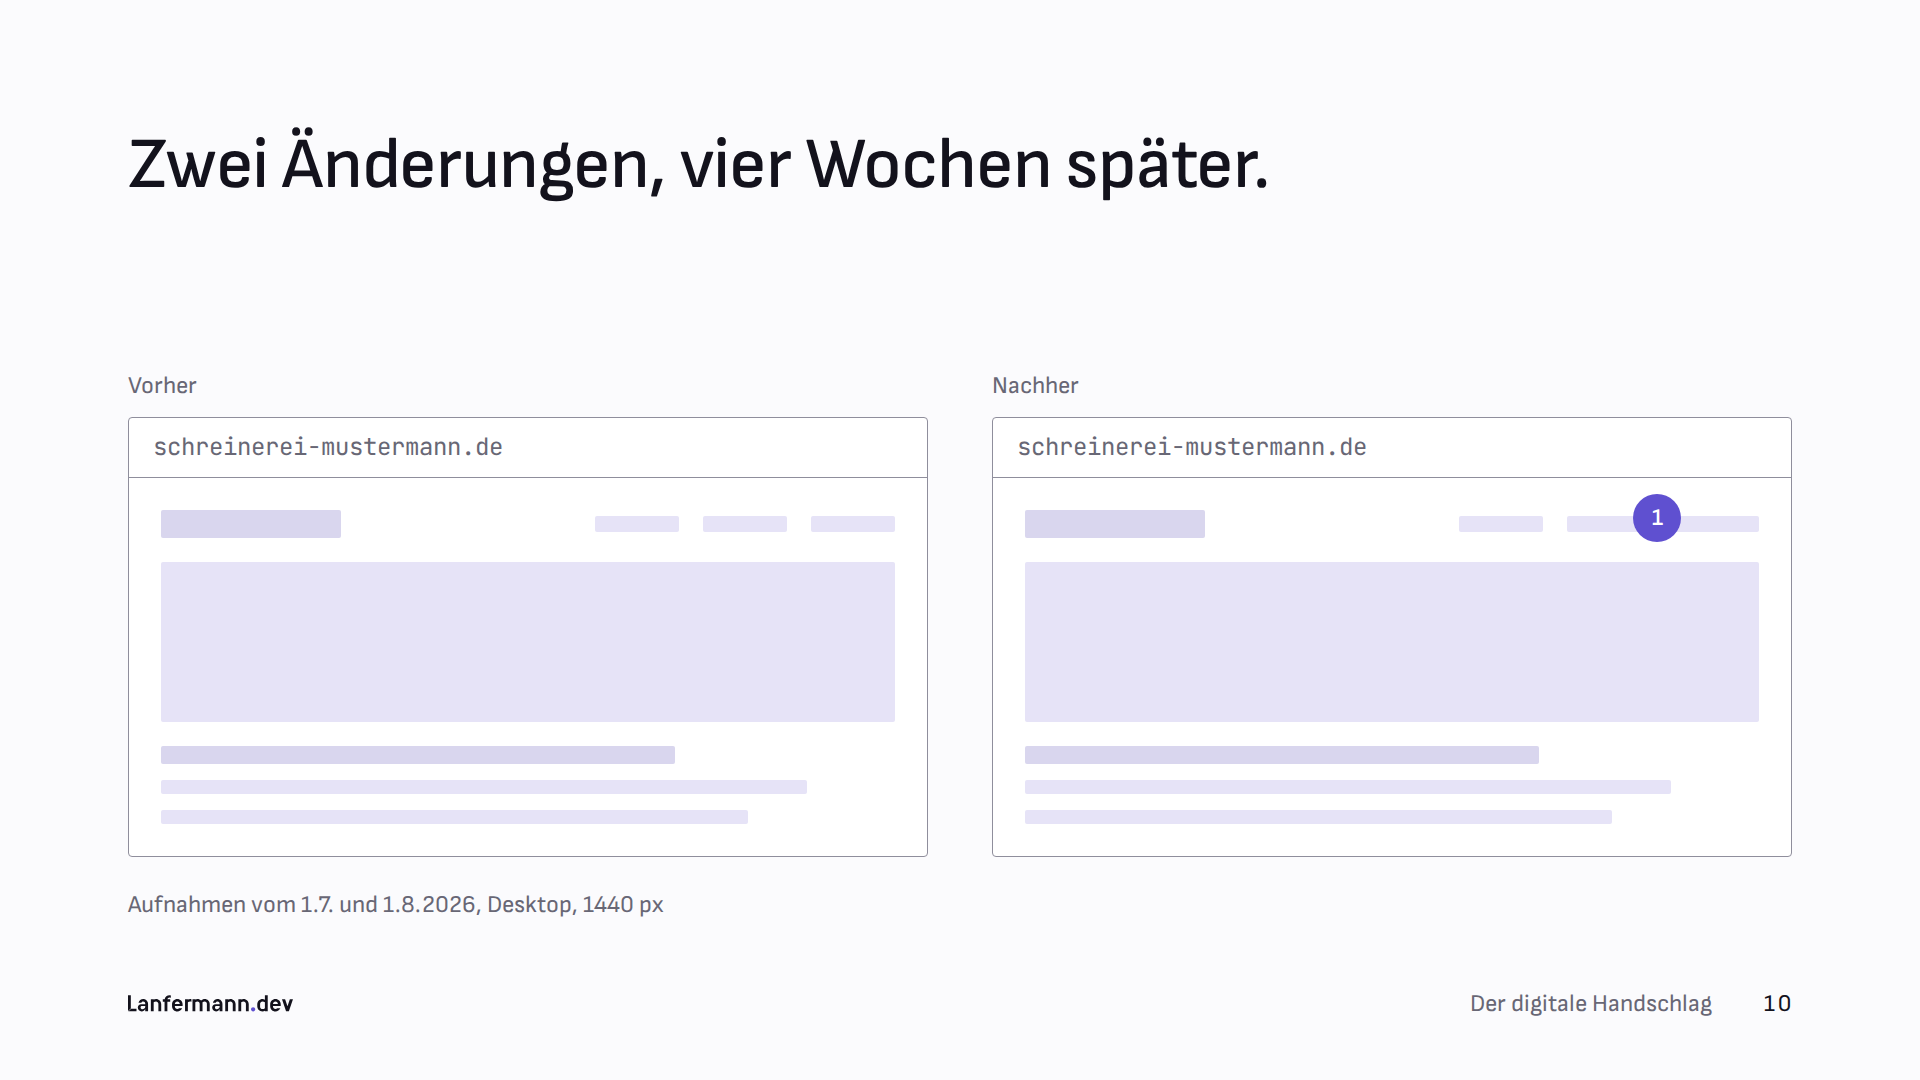 Zwei Änderungen, vier Wochen später.
Vorher
schreinerei-mustermann.de
Nachher
schreinerei-mustermann.de
1
Aufnahmen vom 1.7. und 1.8.2026, Desktop, 1440 px
Lanfermann.dev
Der digitale Handschlag 10